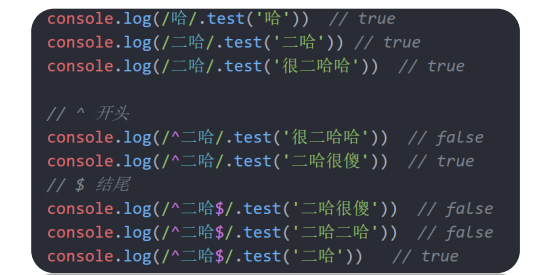 console.log(/哈/.test('哈'))  // true
console.log(/二哈/.test('二哈')) // true
console.log(/二哈/.test('很二哈哈'))  // true
// ^ 开头
console.log(/^二哈/.test('很二哈哈'))  // false
console.log(/^二哈/.test('二哈很傻'))  // true
// $ 结尾
console.log(/^二哈$/.test('二哈很傻'))  // false
console.log(/^二哈$/.test('二哈二哈'))  // false
console.log(/^二哈$/.test('二哈'))   // true